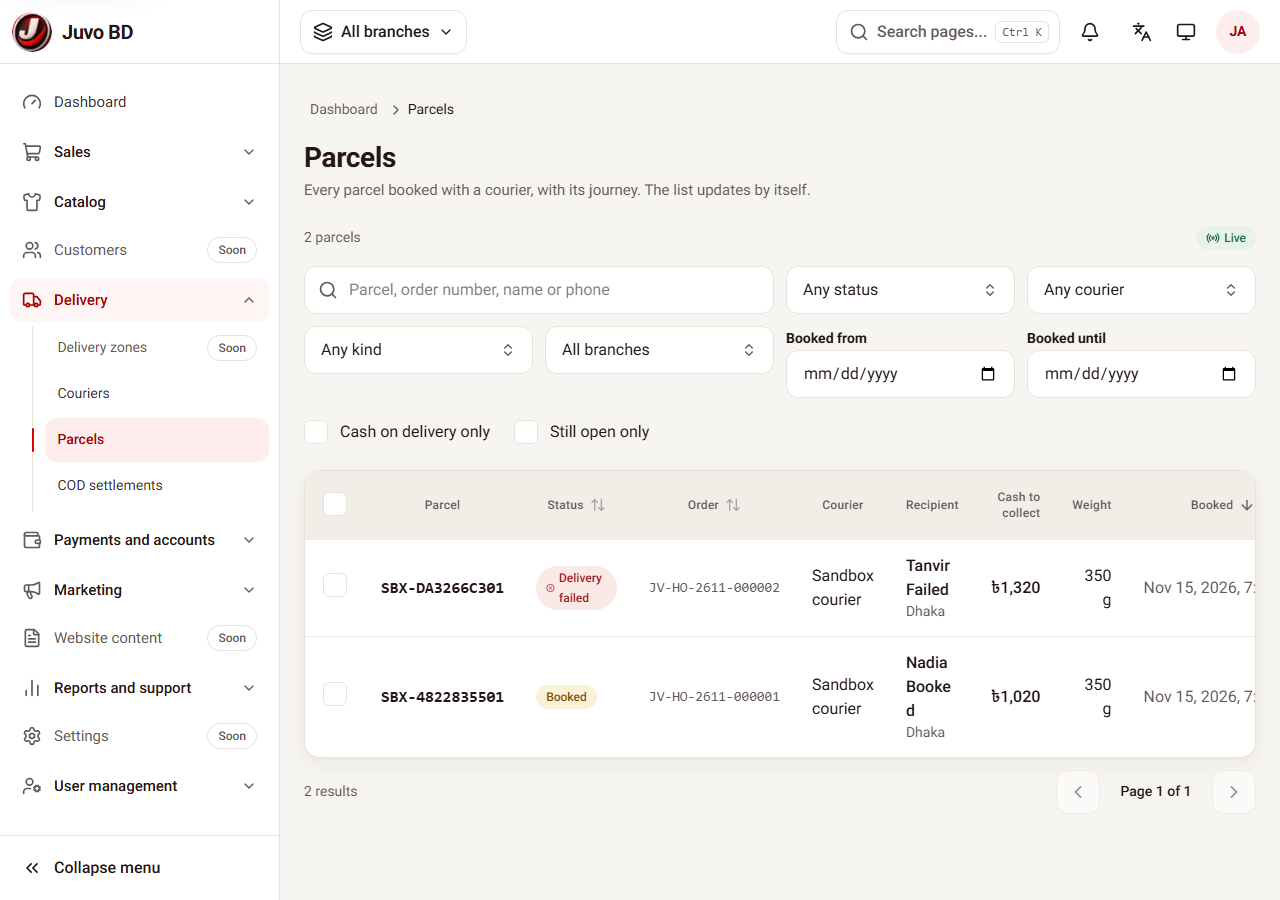 Juvo BD
All branches
Search pages...
Ctrl K
JA
Dashboard
Sales
Catalog
Customers
Soon
Delivery
Delivery zones
Soon
Couriers
Parcels
COD settlements
Payments and accounts
Marketing
Website content
Soon
Reports and support
Settings
Soon
User management
Collapse menu
Dashboard
Parcels
Parcels
Every parcel booked with a courier, with its journey. The list updates by itself.
2 parcels
Live
Parcel, order number, name or phone
Any status
Any courier
Any kind
All branches
Booked from
mm/dd/yyyy
Booked until
mm/dd/yyyy
Cash on delivery only
Still open only
Parcel
Status
Order
Courier
Recipient
Cash to
collect
Weight
Booked
SBX-DA3266C301
Delivery
failed
JV-HO-2611-000002
Sandbox
courier
Tanvir
Failed
Dhaka
৳1,320
350
g
Nov 15, 2026, 7:
SBX-4822835501
Booked
JV-HO-2611-000001
Sandbox
courier
Nadia
Booke
d
Dhaka
৳1,020
350
g
Nov 15, 2026, 7:
2 results
Page 1 of 1